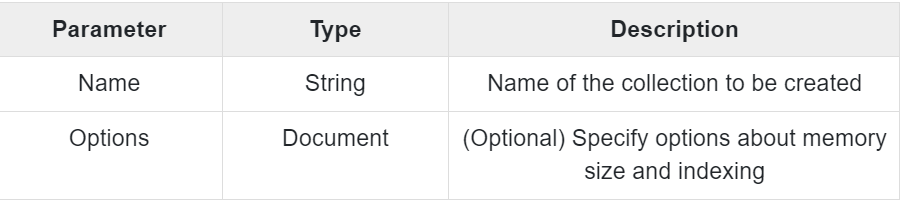 Parameter Type Description
Name String Name of the collection to be created
Options Document (Optional) Specify options about memory
size and indexing